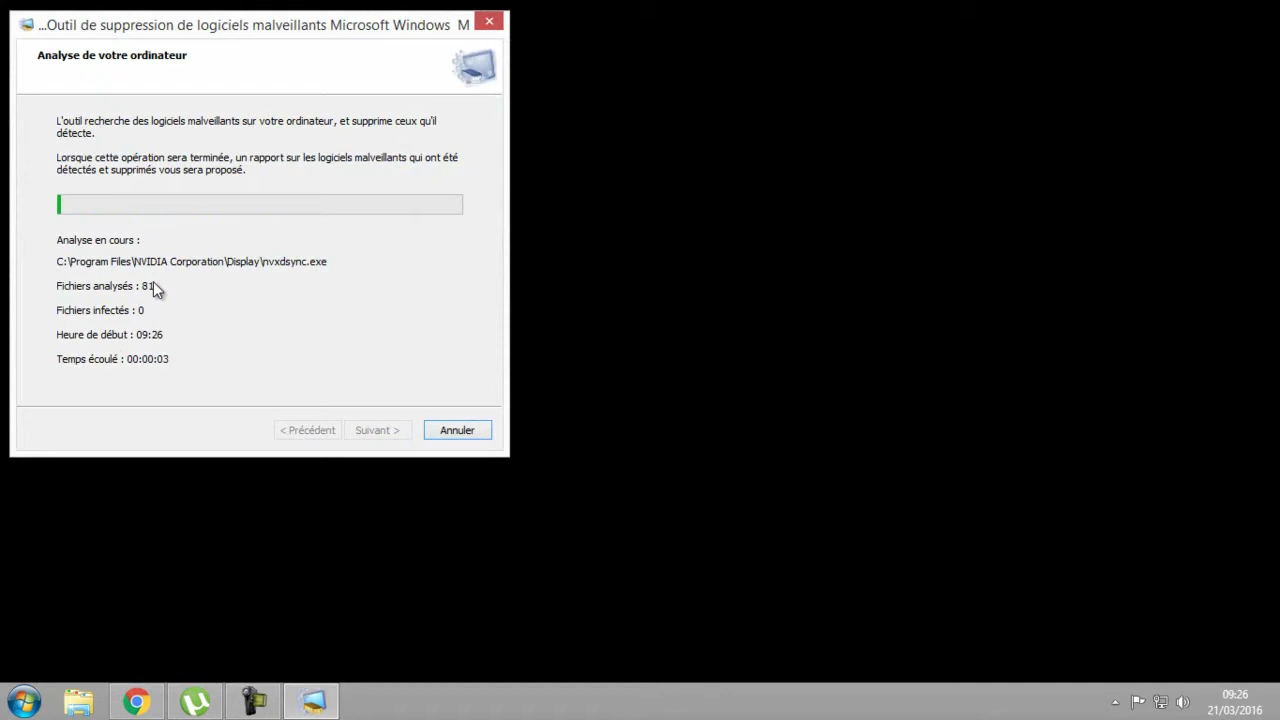 ...Outil de suppression de logiciels malveillants Microsoft Windows M
Analyse de votre ordinateur
L'outil recherche des logiciels malveillants sur votre ordinateur, et supprime ceux qu'il
détecte.
Lorsque cette opération sera terminée, un rapport sur les logiciels malveillants qui ont été
détectés et supprimés vous sera proposé.
Analyse en cours :
C:\Program Files\NVIDIA Corporation\Display\nvxdsync.exe
Fichiers analysés : 81
Fichiers infectés : 0
Heure de début : 09:26
Temps écoulé : 00:00:03
< Précédent
Suivant >
Annuler
09:26
21/03/2016